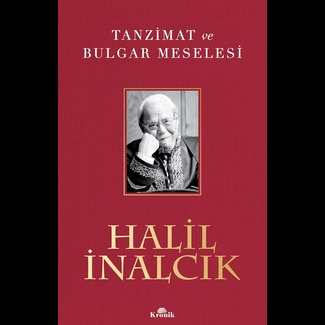 TANZİMAT ve
BULGAR MESELESİ
HALİL
İNALCIK
Kronik